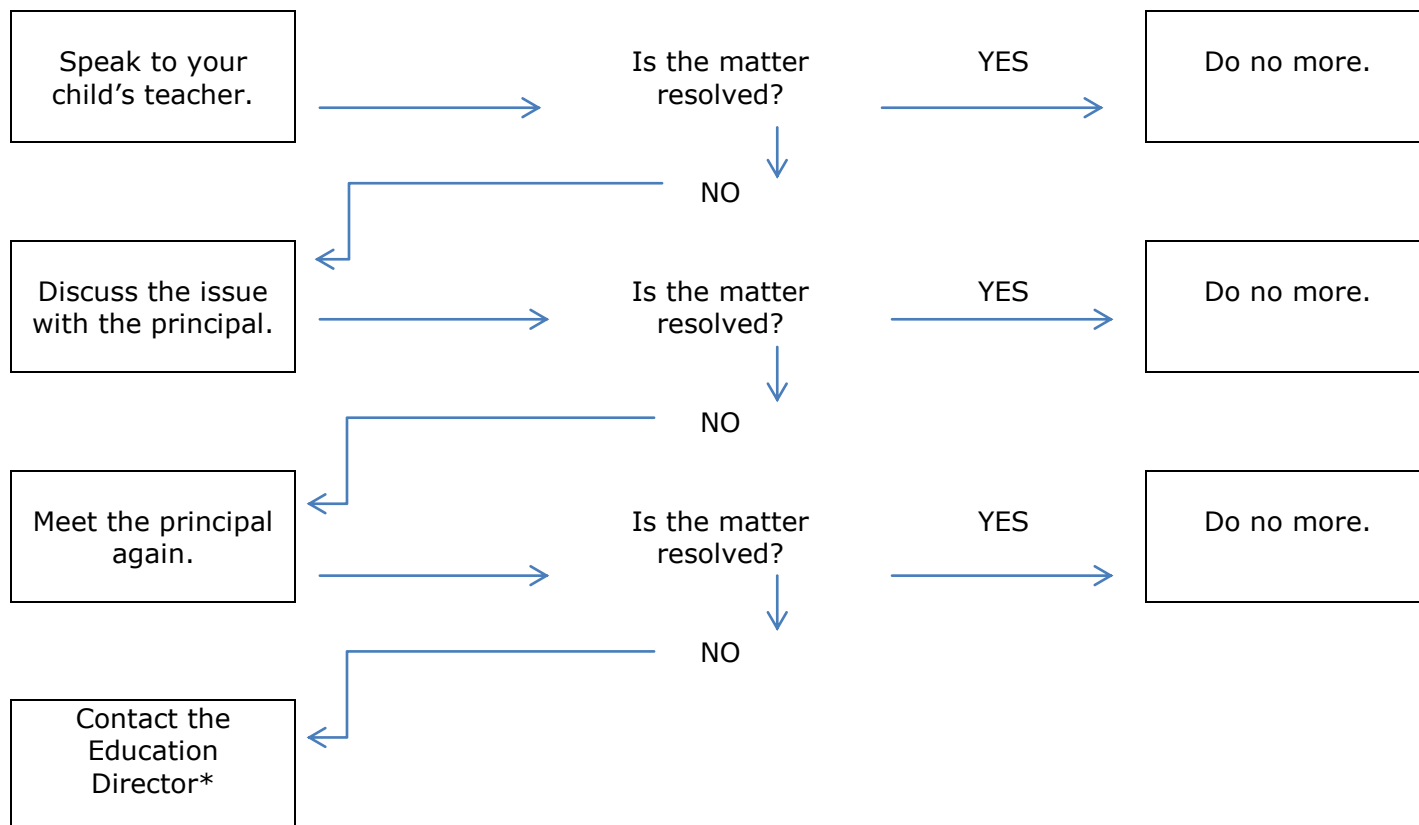 Speak to your
child’s teacher.
Is the matter
resolved?
YES
Do no more.
NO
Discuss the issue
with the principal.
Is the matter
resolved?
YES
Do no more.
NO
Meet the principal
again.
Is the matter
resolved?
YES
Do no more.
NO
Contact the
Education
Director*